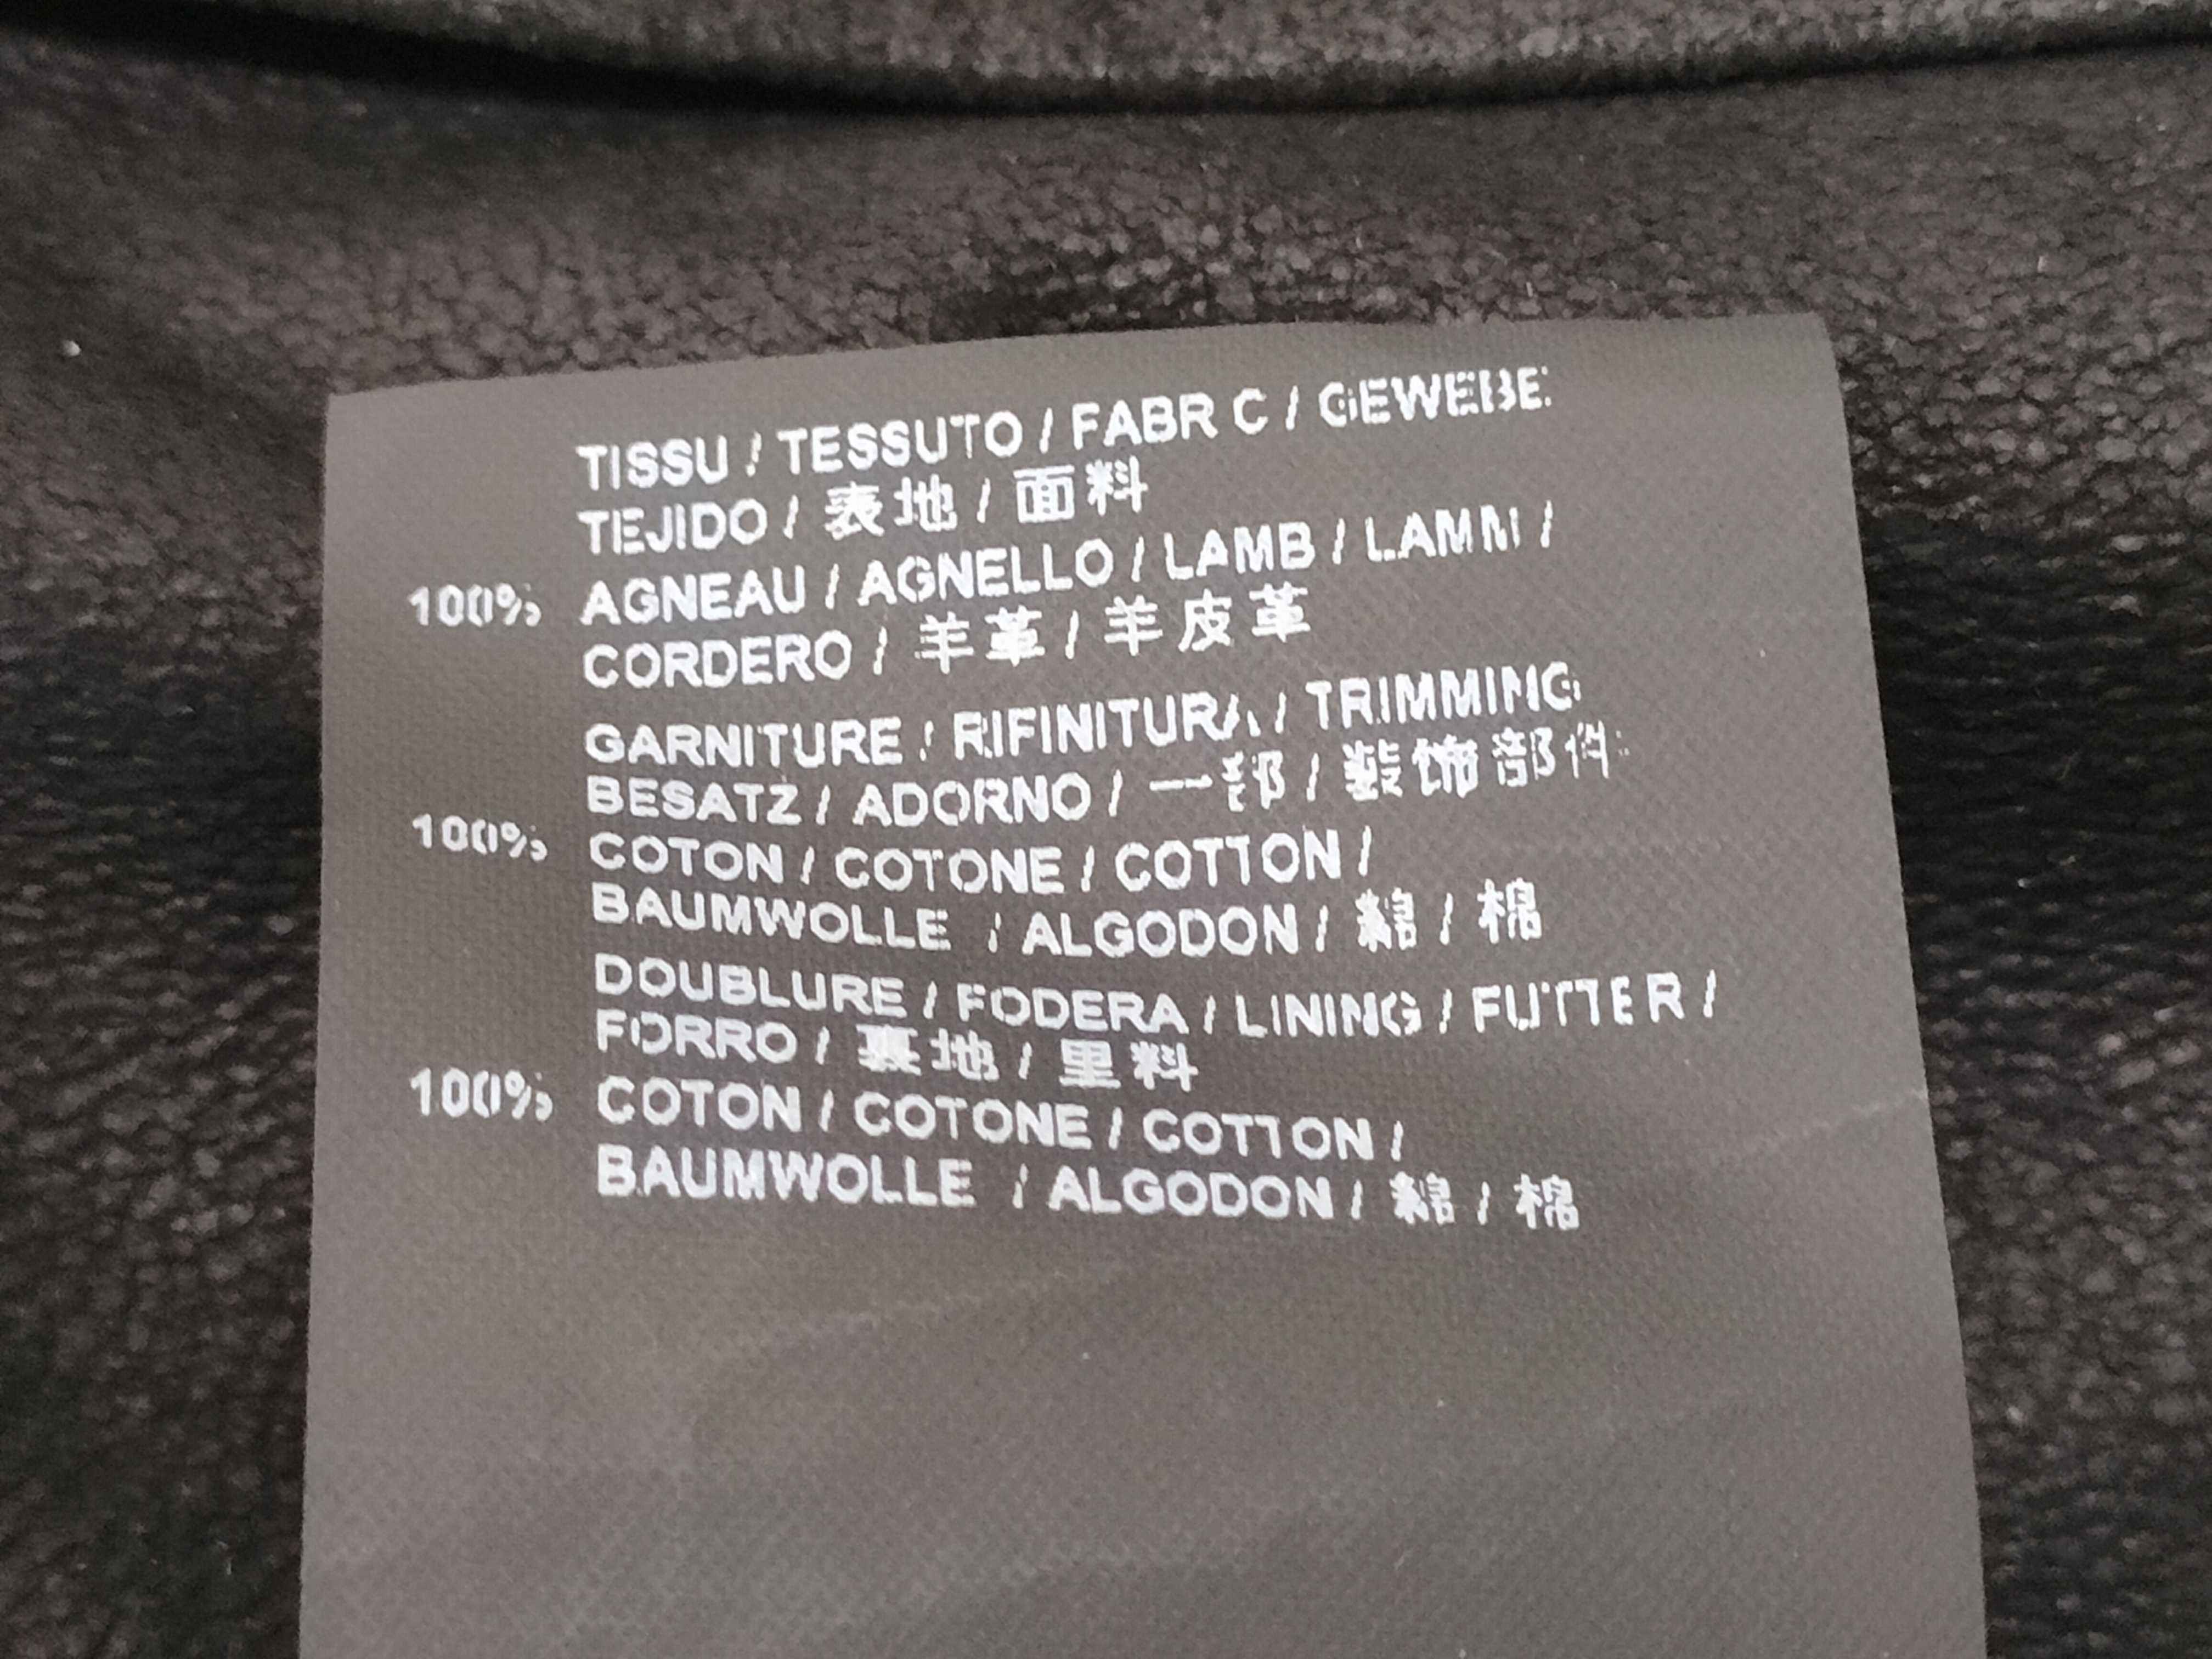 TISSU / TESSUTO / FABRIC / GEWEBE
TEJIDO / 表地 / 面料
100% AGNEAU / AGNELLO / LAMB / LAMM /
CORDERO / 羊革 / 羊皮革
GARNITURE / RIFINITURA / TRIMMING
BESATZ / ADORNO / 一部 / 装饰部件
100% COTON / COTONE / COTTON /
BAUMWOLLE / ALGODON / 綿 / 棉
DOUBLURE / FODERA / LINING / FUTTER /
FORRO / 裏地 / 里料
100% COTON / COTONE / COTTON /
BAUMWOLLE / ALGODON / 綿 / 棉